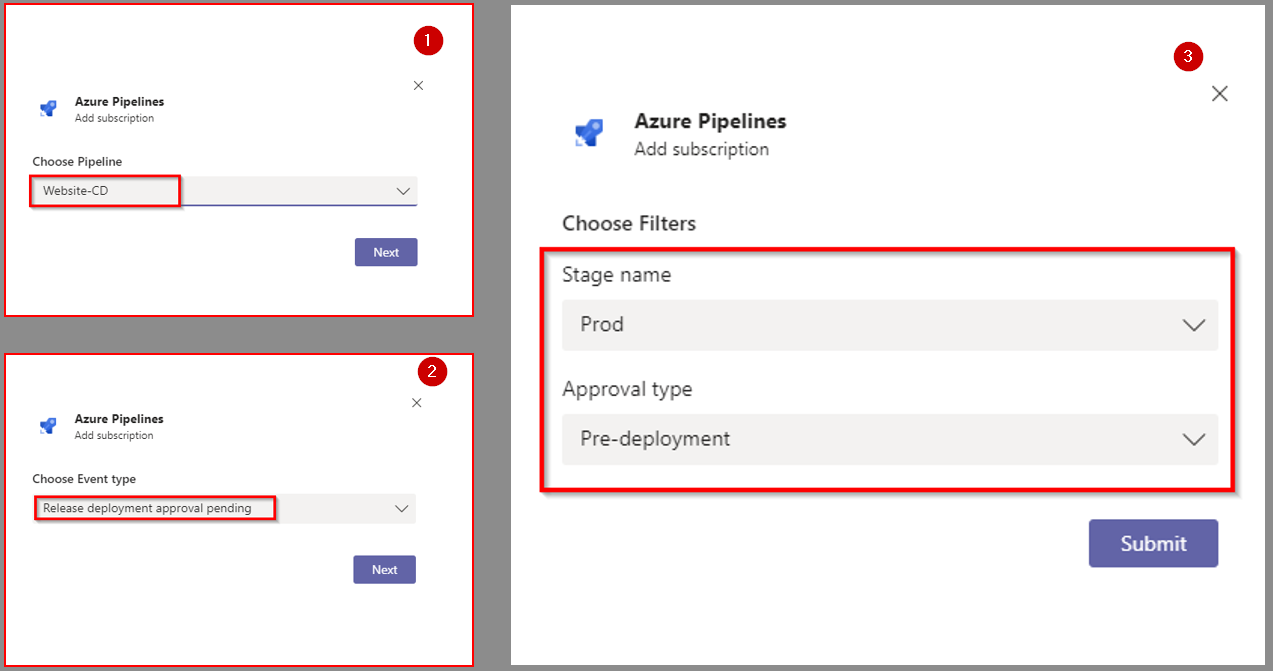 1
Azure Pipelines
Add subscription
Choose Pipeline
Website-CD
Next
2
Azure Pipelines
Add subscription
Choose Event type
Release deployment approval pending
Next
3
Azure Pipelines
Add subscription
Choose Filters
Stage name
Prod
Approval type
Pre-deployment
Submit